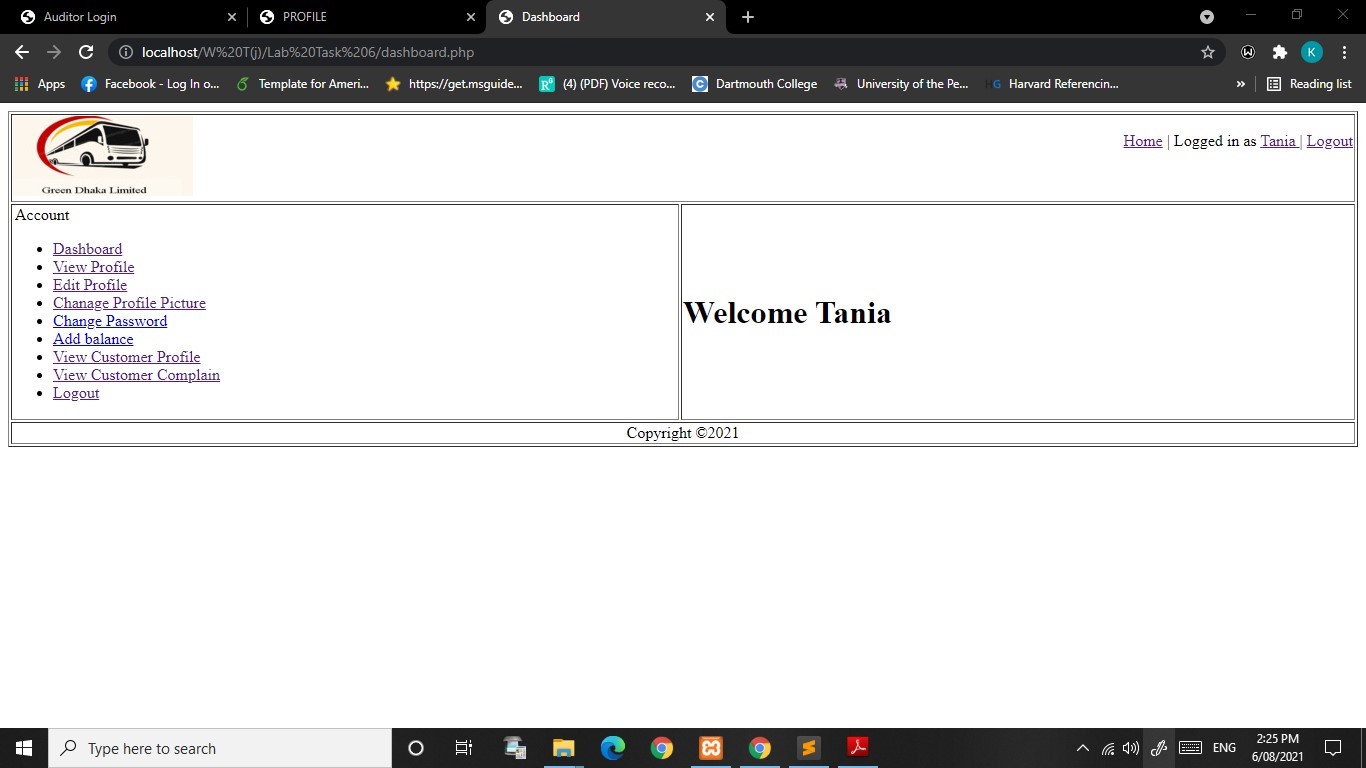 Auditor Login
PROFILE
Dashboard
localhost/W%20T(j)/Lab%20Task%206/dashboard.php
K
Apps
Facebook - Log In o...
Template for Ameri...
https://get.msguide...
R⁶ (4) (PDF) Voice reco...
C Dartmouth College
University of the Pe...
HG Harvard Referencin...
»
Reading list
Green Dhaka Limited
Home | Logged in as Tania | Logout
Account
Dashboard
View Profile
Edit Profile
Chanage Profile Picture
Change Password
Add balance
View Customer Profile
View Customer Complain
Logout
Welcome Tania
Copyright ©2021
Type here to search
ENG
2:25 PM
6/08/2021